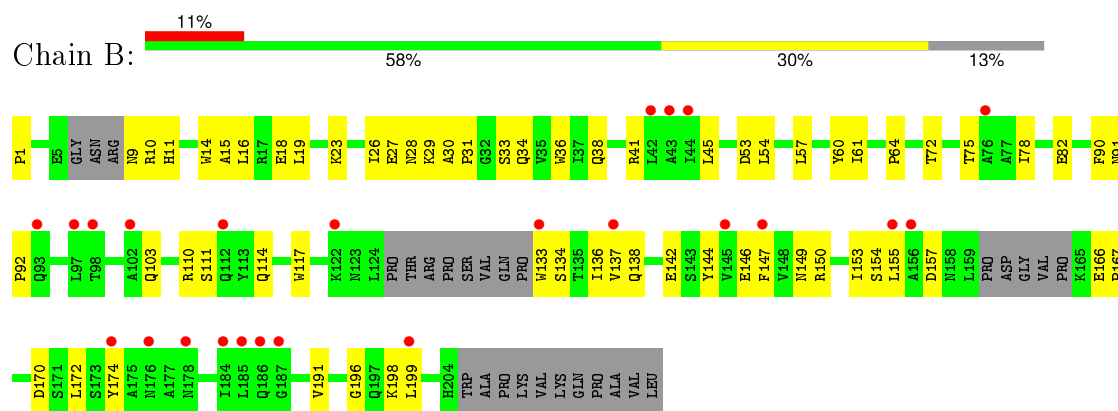 11%
Chain B:
58% 30% 13%
P1 E5 GLY ASN ARG N9 R10 H11 W14 A15 L16 R17 E18 L19 K23 I26 E27 N28 K29 A30 P31 G32 S33 Q34 V35 W36 I37 Q38 R41 L42 A43 I44 L45 D53 L54 L57 Y60 I61 P64 T72 T75 A76 A77 I78 E82 F90 N91
P92 Q93 L97 T98 A102 Q103 R110 S111 Q112 Y113 Q114 W117 K122 N123 L124 PRO THR ARG PRO SER VAL GLN PRO W133 S134 T135 I136 V137 Q138 E142 S143 Y144 V145 E146 F147 V148 N149 R150 I153 S154 L155 A156 D157 N158 L159 PRO ASP GLY VAL PRO K165 E166
D170 S171 L172 S173 Y174 A175 N176 A177 N178 I184 L185 Q186 G187 V191 G196 Q197 K198 L199 H204 TRP ALA PRO LYS VAL LYS GLN PRO ALA VAL LEU